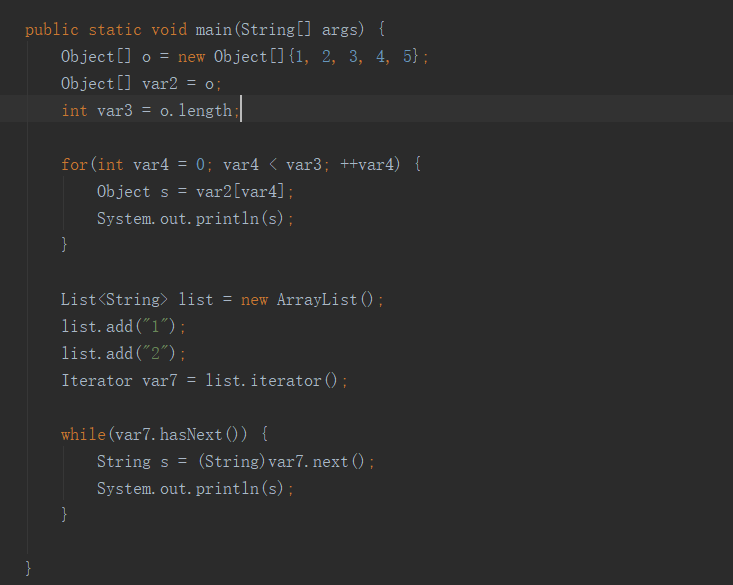 public static void main(String[] args) {
    Object[] o = new Object[]{1, 2, 3, 4, 5};
    Object[] var2 = o;
    int var3 = o.length;
    for(int var4 = 0; var4 < var3; ++var4) {
        Object s = var2[var4];
        System.out.println(s);
    }
    List<String> list = new ArrayList();
    list.add("1");
    list.add("2");
    Iterator var7 = list.iterator();
    while(var7.hasNext()) {
        String s = (String)var7.next();
        System.out.println(s);
    }
}